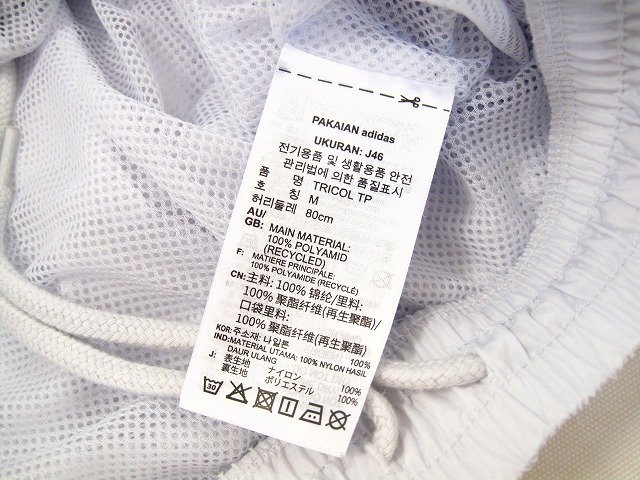 PAKAIAN adidas
UKURAN: J46
전기용품 및 생활용품 안전
관리법에 의한 품질표시
품 명 TRICOL TP
호 칭 M
허리둘레 80cm
AU/
GB: MAIN MATERIAL:
100% POLYAMID
(RECYCLED)
F: MATIÈRE PRINCIPALE:
100% POLYAMIDE (RECYCLÉ)
CN: 主料: 100% 锦纶/里料:
100% 聚酯纤维(再生聚酯)/
口袋里料:
100% 聚酯纤维(再生聚酯)
KOR: 주소재: 나일론 100%
IND: MATERIAL UTAMA: 100% NYLON HASIL
DAUR ULANG
J: 表生地 ナイロン 100%
裏生地 ポリエステル 100%
30